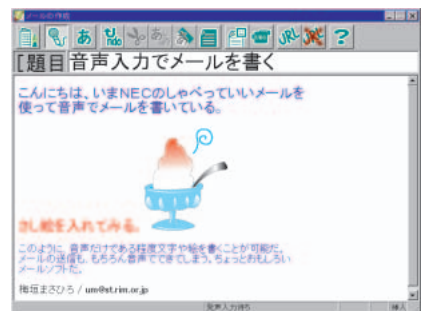 メールの作成
あ Undo あ URL ?
[題目 音声入力でメールを書く
こんにちは、いまNECのしゃべっていいメールを
使って音声でメールを書いている。
さし絵を入れてみる。
このように、音声だけである程度文字や絵を書くことが可能だ。
メールの送信も、もちろん音声でできてしまう。ちょっとおもしろい
メールソフトだ。
梅垣まさひろ / um@st.rim.or.jp
発声入力待ち 挿入